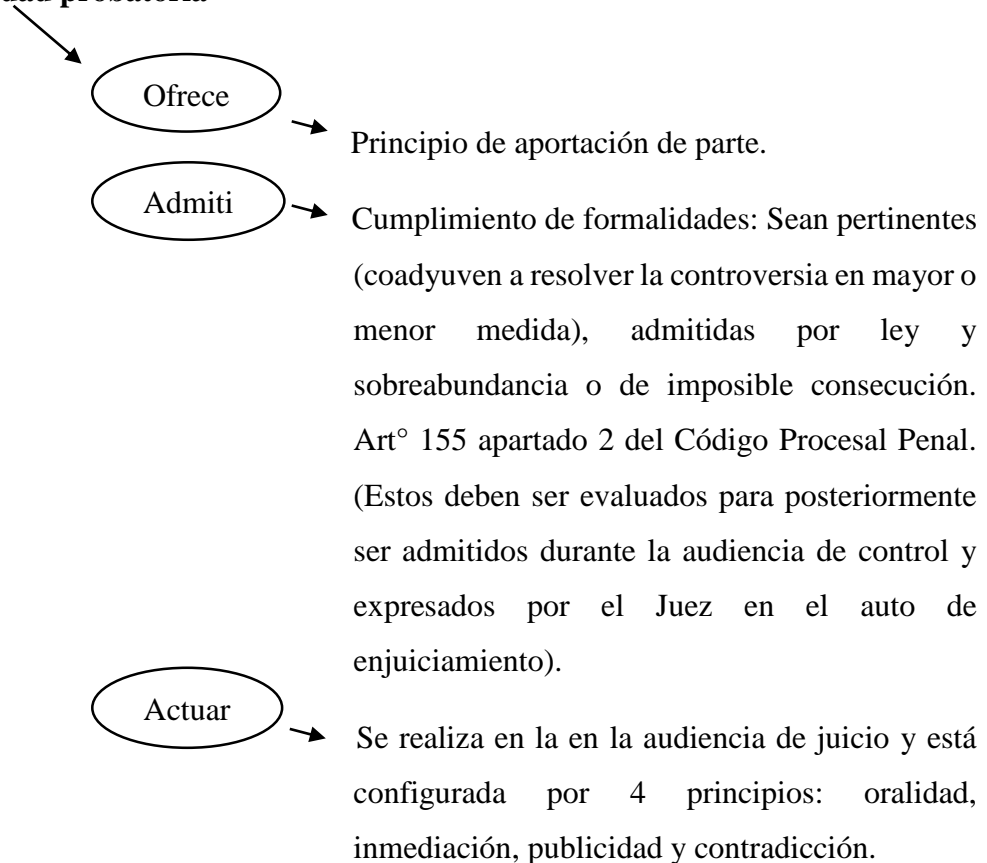 dad probatoria
Ofrece
Principio de aportación de parte.
Admiti
Cumplimiento de formalidades: Sean pertinentes
(coadyuven a resolver la controversia en mayor o
menor medida), admitidas por ley y
sobreabundancia o de imposible consecución.
Art° 155 apartado 2 del Código Procesal Penal.
(Estos deben ser evaluados para posteriormente
ser admitidos durante la audiencia de control y
expresados por el Juez en el auto de
enjuiciamiento).
Actuar
Se realiza en la en la audiencia de juicio y está
configurada por 4 principios: oralidad,
inmediación, publicidad y contradicción.